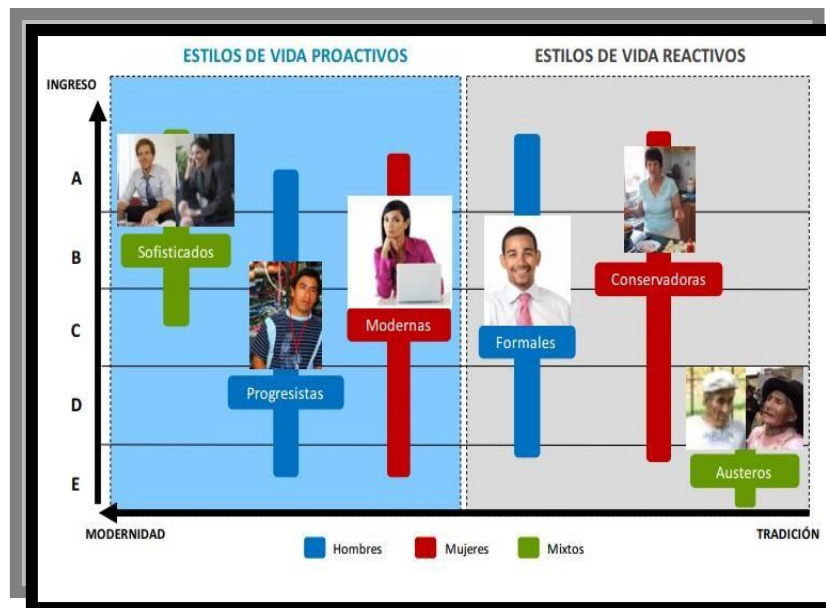 ESTILOS DE VIDA PROACTIVOS
ESTILOS DE VIDA REACTIVOS
INGRESO
A
B
C
D
E
Sofisticados
Progresistas
Modernas
Formales
Conservadoras
Austeros
MODERNIDAD
TRADICIÓN
Hombres
Mujeres
Mixtos